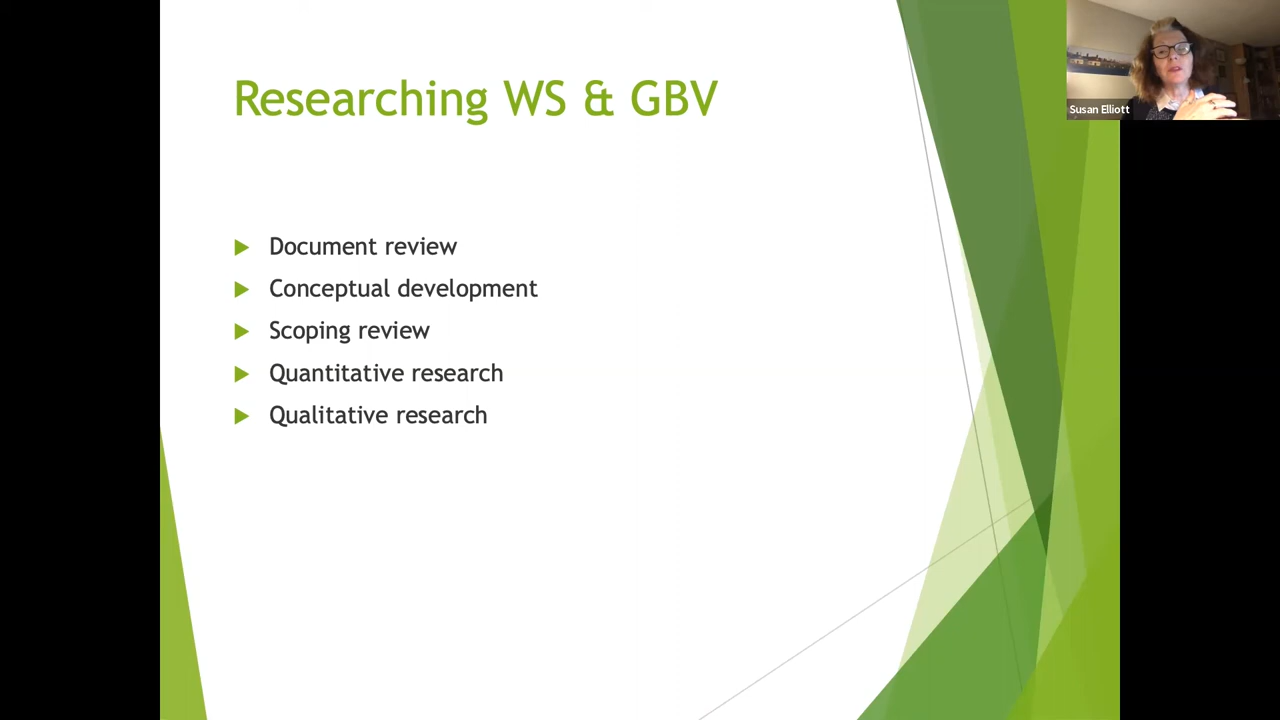 Researching WS & GBV
Susan Elliott
Document review
Conceptual development
Scoping review
Quantitative research
Qualitative research